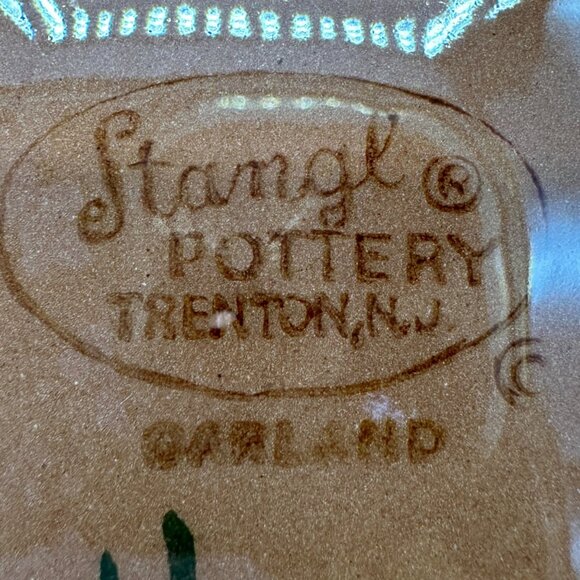 Stangl ®
POTTERY
TRENTON, N.J.
©
GARLAND